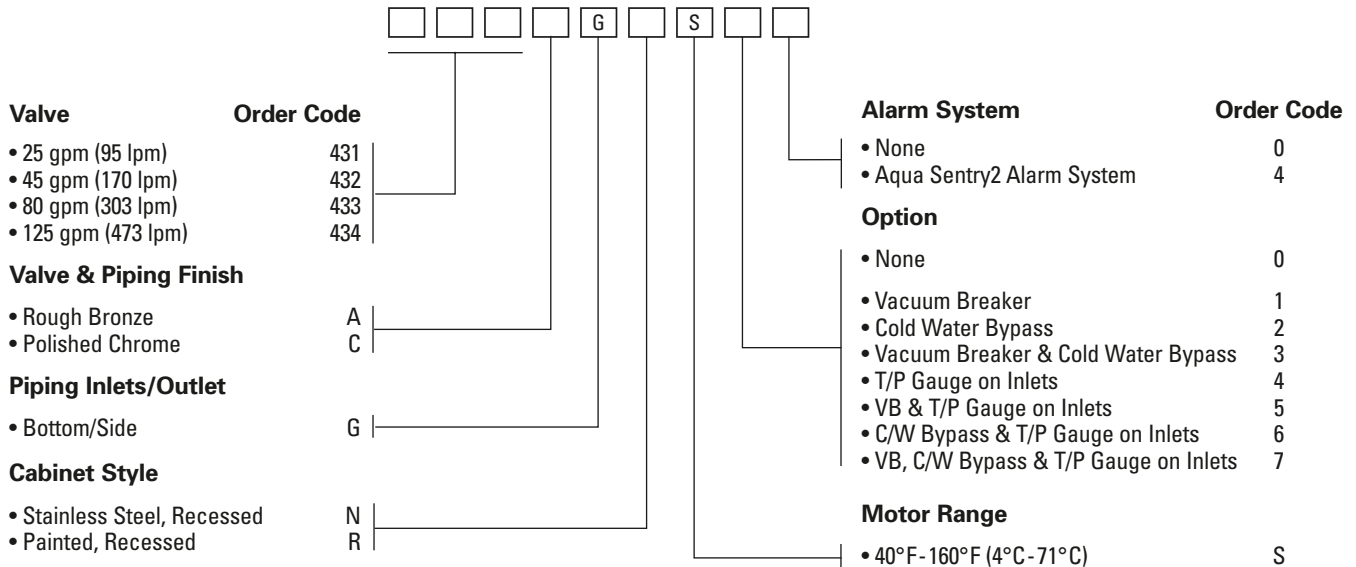 G S
Valve Order Code
• 25 gpm (95 lpm) 431
• 45 gpm (170 lpm) 432
• 80 gpm (303 lpm) 433
• 125 gpm (473 lpm) 434
Valve & Piping Finish
• Rough Bronze A
• Polished Chrome C
Piping Inlets/Outlet
• Bottom/Side G
Cabinet Style
• Stainless Steel, Recessed N
• Painted, Recessed R
Alarm System Order Code
• None 0
• Aqua Sentry2 Alarm System 4
Option
• None 0
• Vacuum Breaker 1
• Cold Water Bypass 2
• Vacuum Breaker & Cold Water Bypass 3
• T/P Gauge on Inlets 4
• VB & T/P Gauge on Inlets 5
• C/W Bypass & T/P Gauge on Inlets 6
• VB, C/W Bypass & T/P Gauge on Inlets 7
Motor Range
• 40°F-160°F (4°C-71°C) S